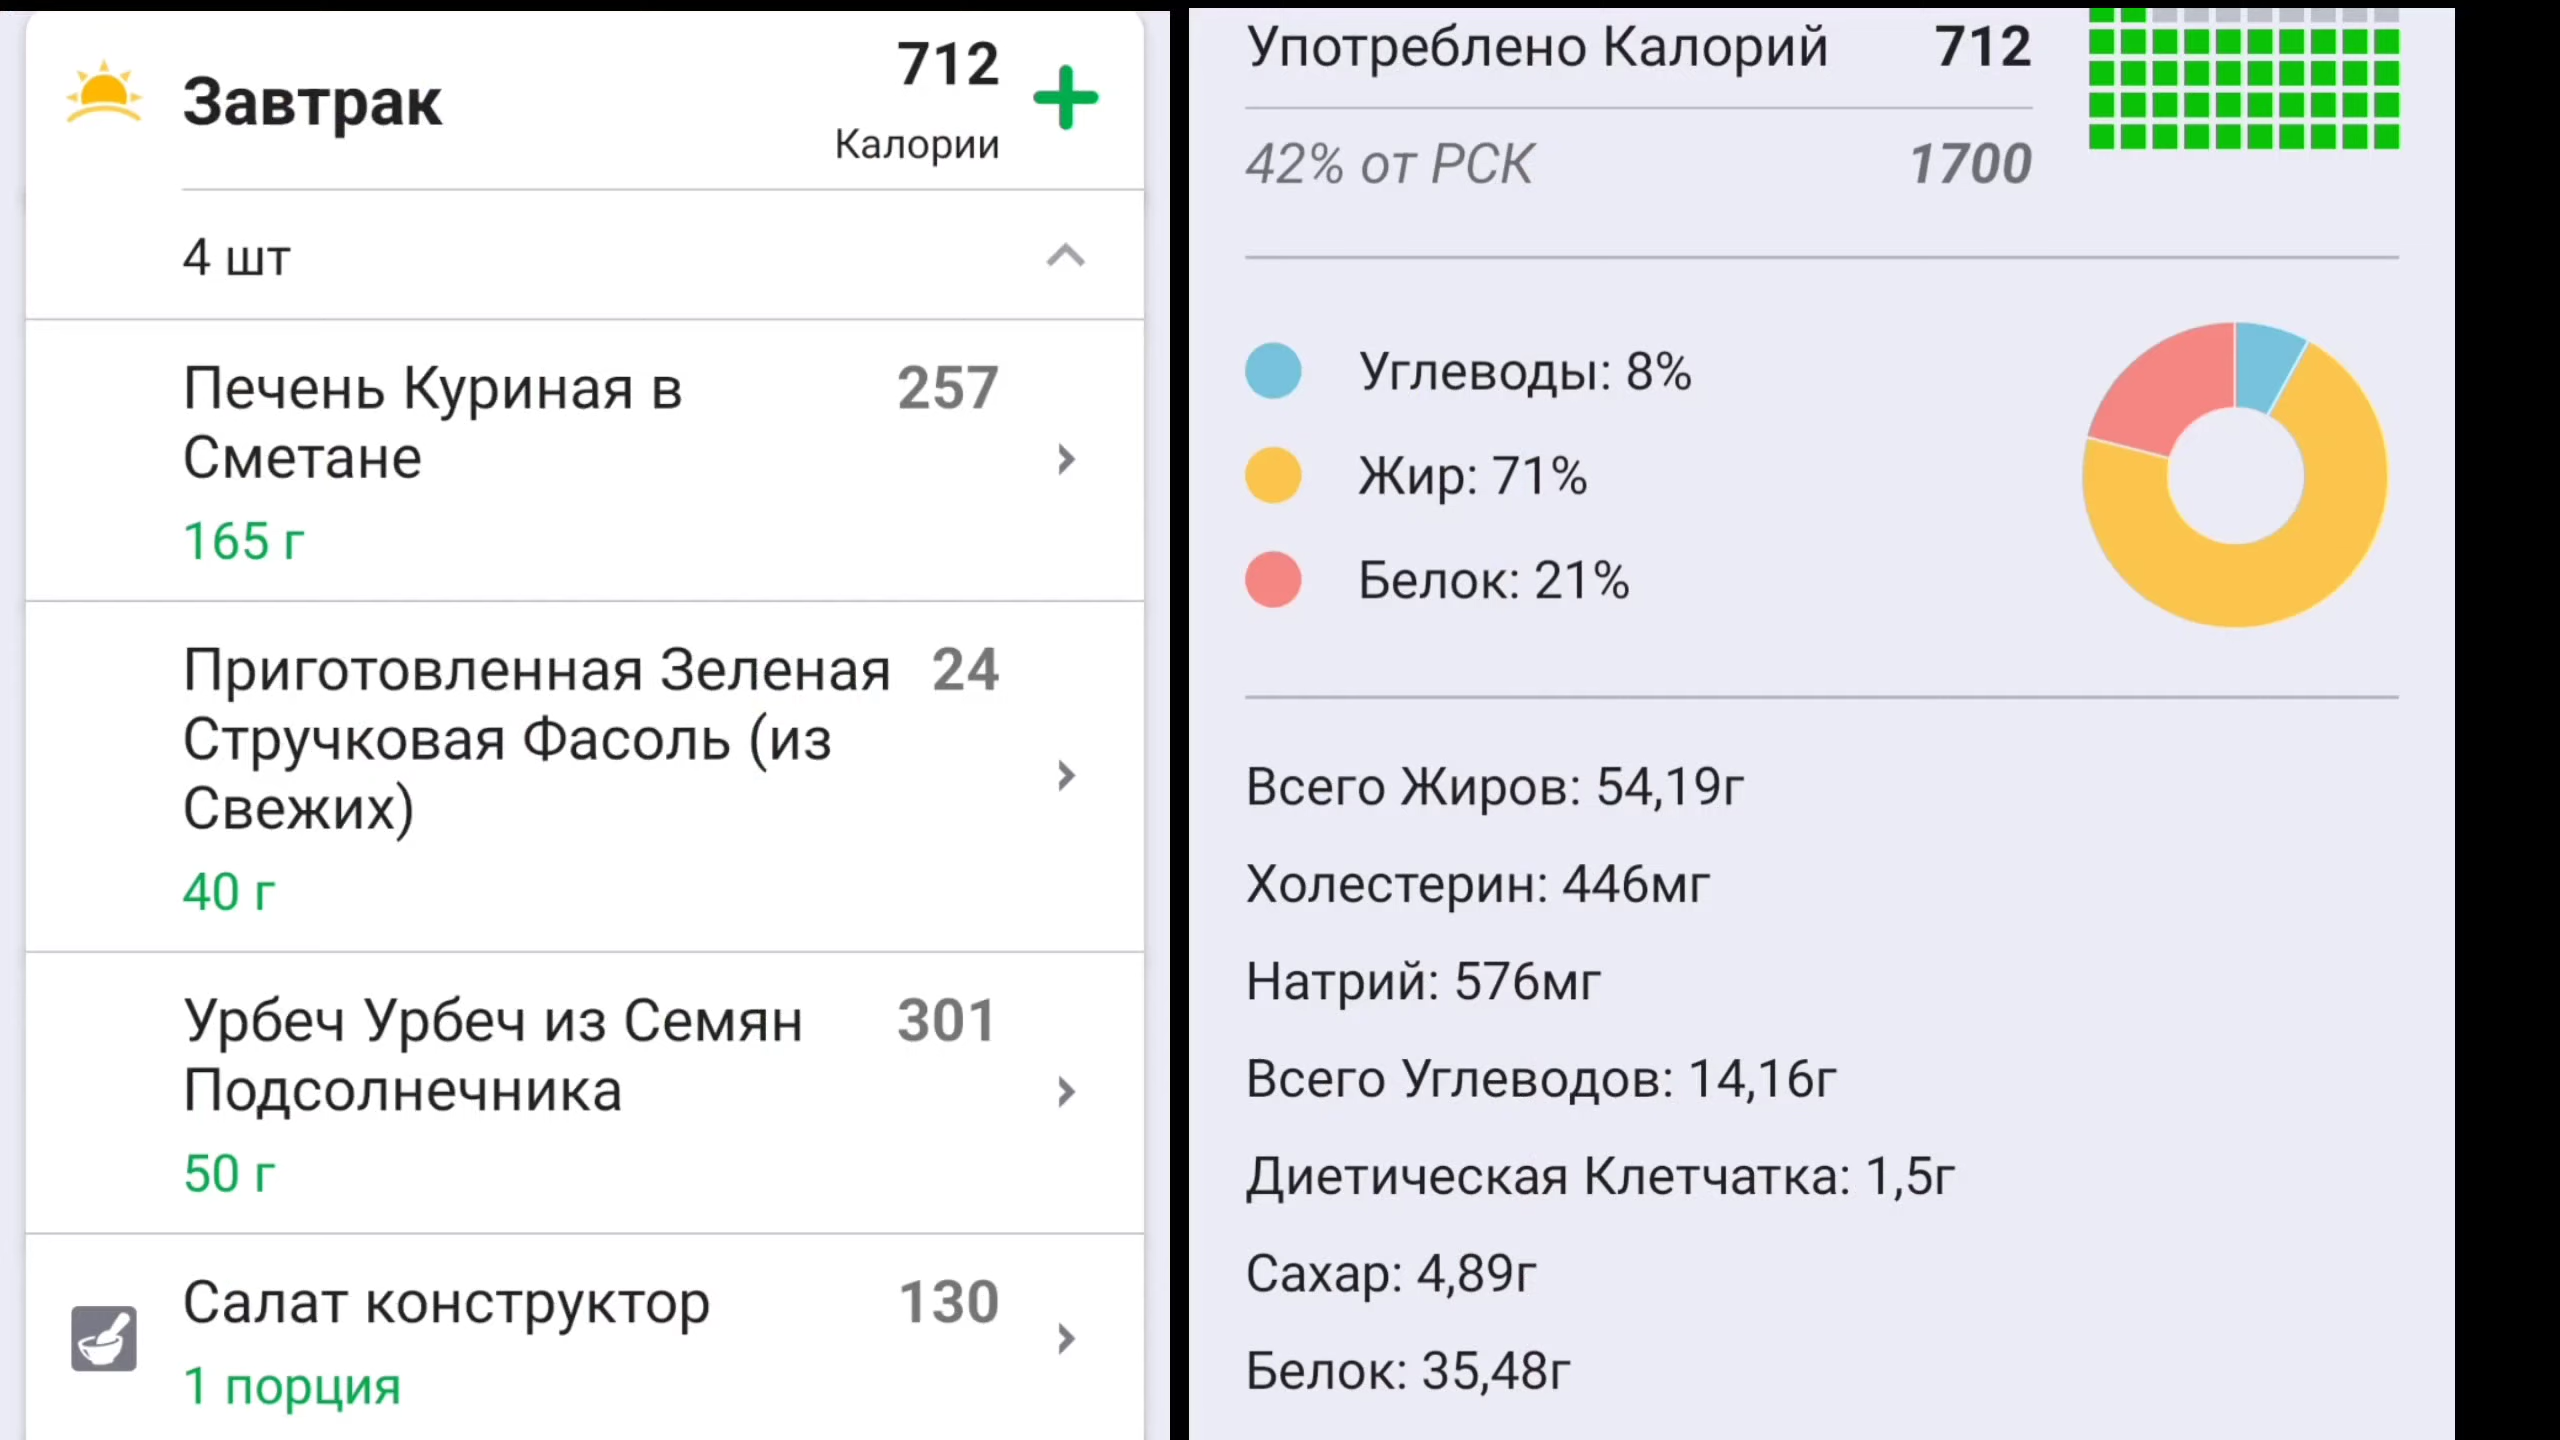 Завтрак
712
Калории
4 шт
Печень Куриная в
Сметане
257
165 г
Приготовленная Зеленая
Стручковая Фасоль (из
Свежих)
24
40 г
Урбеч Урбеч из Семян
Подсолнечника
301
50 г
Салат конструктор
130
1 порция
Употреблено Калорий 712
42% от РСК 1700
Углеводы: 8%
Жир: 71%
Белок: 21%
Всего Жиров: 54,19г
Холестерин: 446мг
Натрий: 576мг
Всего Углеводов: 14,16г
Диетическая Клетчатка: 1,5г
Сахар: 4,89г
Белок: 35,48г